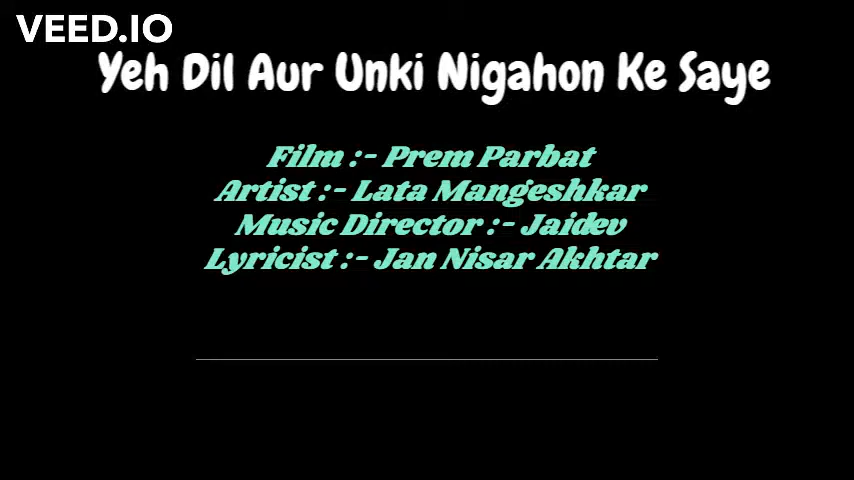 VEED.IO
Yeh Dil Aur Unki Nigahon Ke Saye
Film :- Prem Parbat
Artist :- Lata Mangeshkar
Music Director :- Jaidev
Lyricist :- Jan Nisar Akhtar